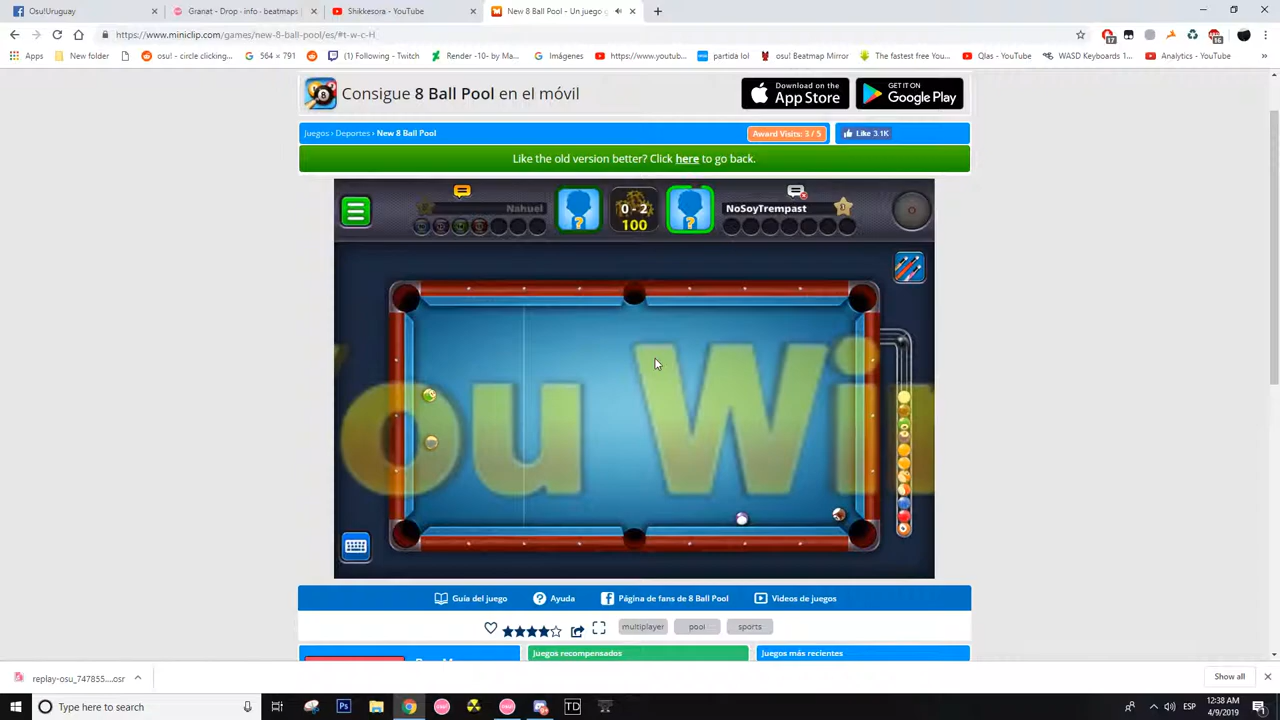 Osu!Uruguay
Granat - Drop - info - beatmaps |
Shikkesora - YouTube
New 8 Ball Pool - Un juego
https://www.miniclip.com/games/new-8-ball-pool/es/#t-w-c-H
Apps
New folder
osu! - circle clicking...
564 × 791
(1) Following - Twitch
Render -10- by Ma...
Imágenes
https://www.youtub...
partida lol
osu! Beatmap Mirror
The fastest free You...
Qlas - YouTube
WASD Keyboards 1...
Analytics - YouTube
Consigue 8 Ball Pool en el móvil
Download on the
App Store
GET IT ON
Google Play
Juegos › Deportes › New 8 Ball Pool
Award Visits: 3 / 5
Like 3.1K
Like the old version better? Click here to go back.
Nahuel
0 - 2
100
NoSoyTrempast
3
You Win
Guía del juego
Ayuda
Página de fans de 8 Ball Pool
Videos de juegos
multiplayer
pool
sports
Juegos recompensados
Juegos más recientes
replay-osu_747855....osr
Show all
Type here to search
Ps
TD
ESP
12:38 AM
4/9/2019